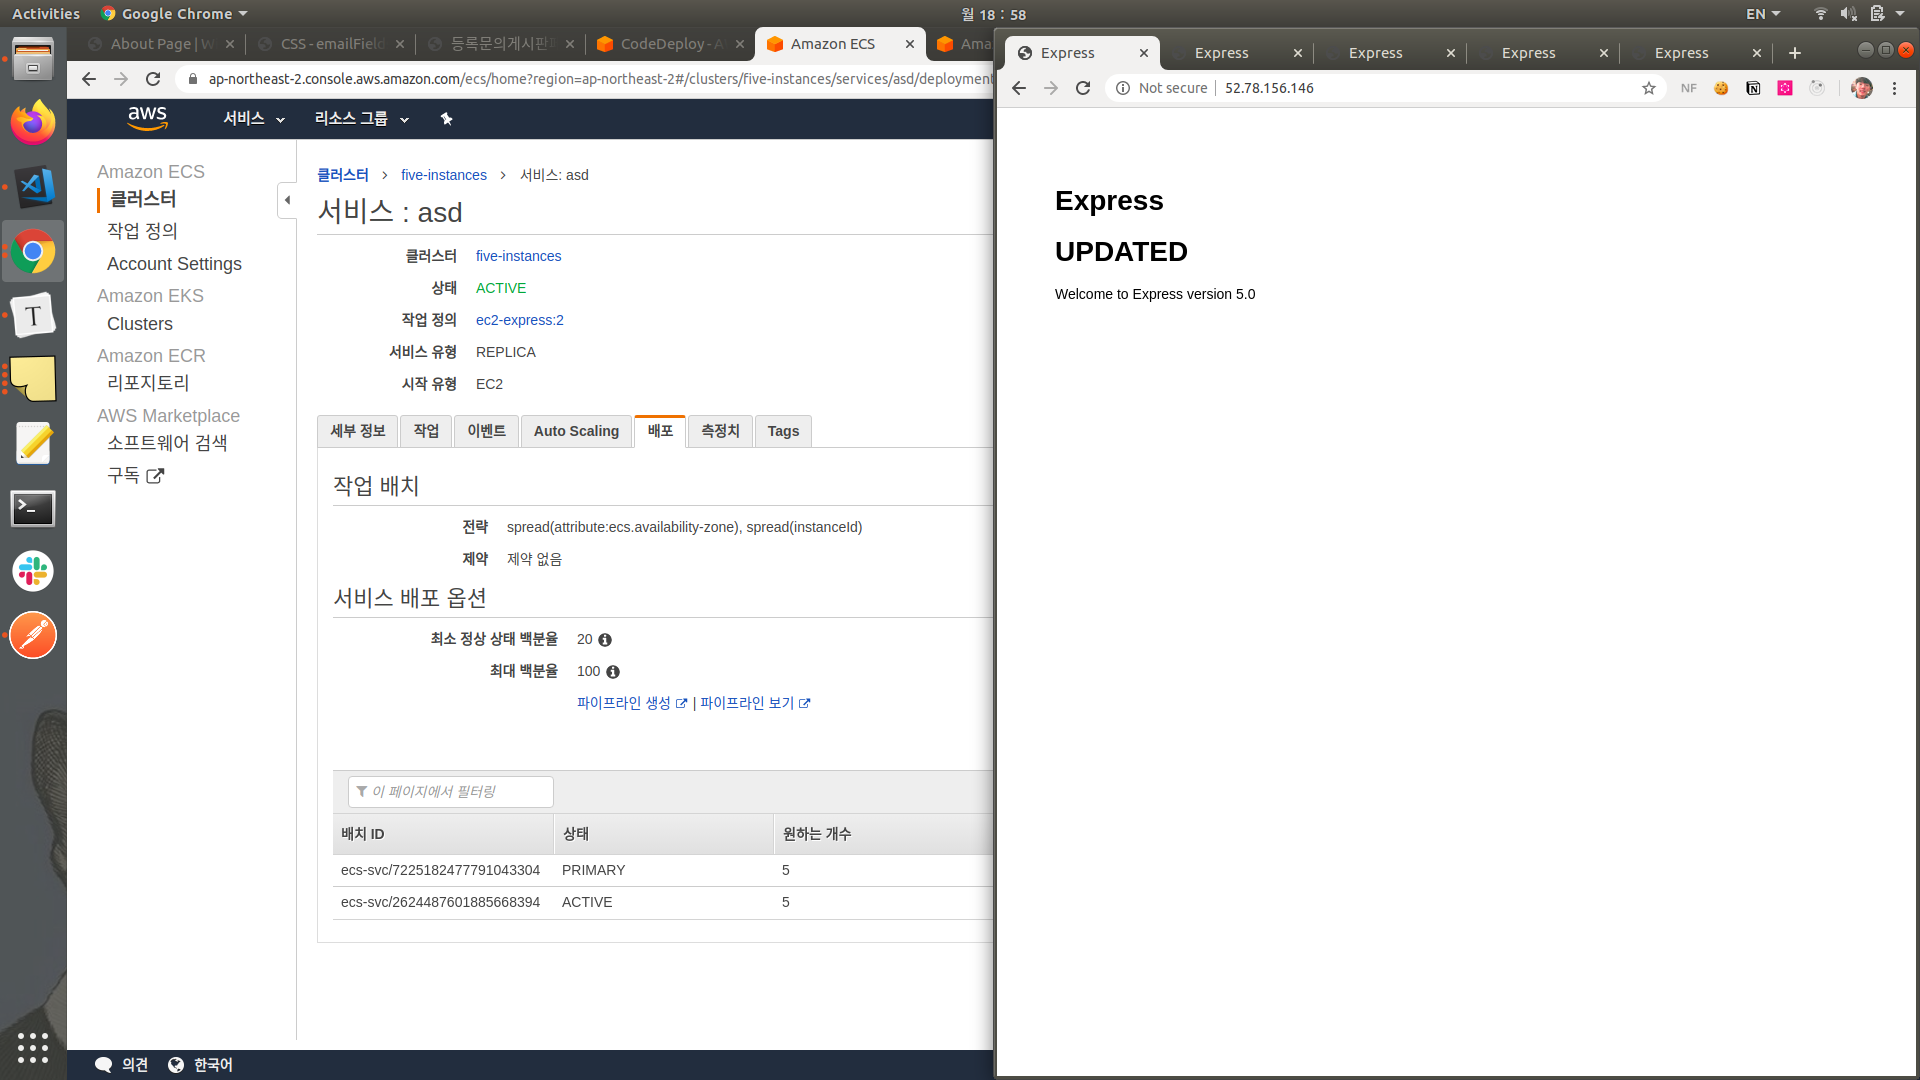 Activities Google Chrome 월 18 : 58 EN
About Page | W CSS - emailField 등록문의게시판 CodeDeploy - A Amazon ECS Ama
ap-northeast-2.console.aws.amazon.com/ecs/home?region=ap-northeast-2#/clusters/five-instances/services/asd/deployment
aws 서비스 리소스 그룹
Amazon ECS
클러스터
작업 정의
Account Settings
Amazon EKS
Clusters
Amazon ECR
리포지토리
AWS Marketplace
소프트웨어 검색
구독
클러스터 > five-instances > 서비스: asd
서비스 : asd
클러스터 five-instances
상태 ACTIVE
작업 정의 ec2-express:2
서비스 유형 REPLICA
시작 유형 EC2
세부 정보 작업 이벤트 Auto Scaling 배포 측정치 Tags
작업 배치
전략 spread(attribute:ecs.availability-zone), spread(instanceId)
제약 제약 없음
서비스 배포 옵션
최소 정상 상태 백분율 20
최대 백분율 100
파이프라인 생성 | 파이프라인 보기
이 페이지에서 필터링
배치 ID 상태 원하는 개수
ecs-svc/7225182477791043304 PRIMARY 5
ecs-svc/2624487601885668394 ACTIVE 5
의견 한국어
Express Express Express Express Express
Not secure | 52.78.156.146 NF
Express
UPDATED
Welcome to Express version 5.0